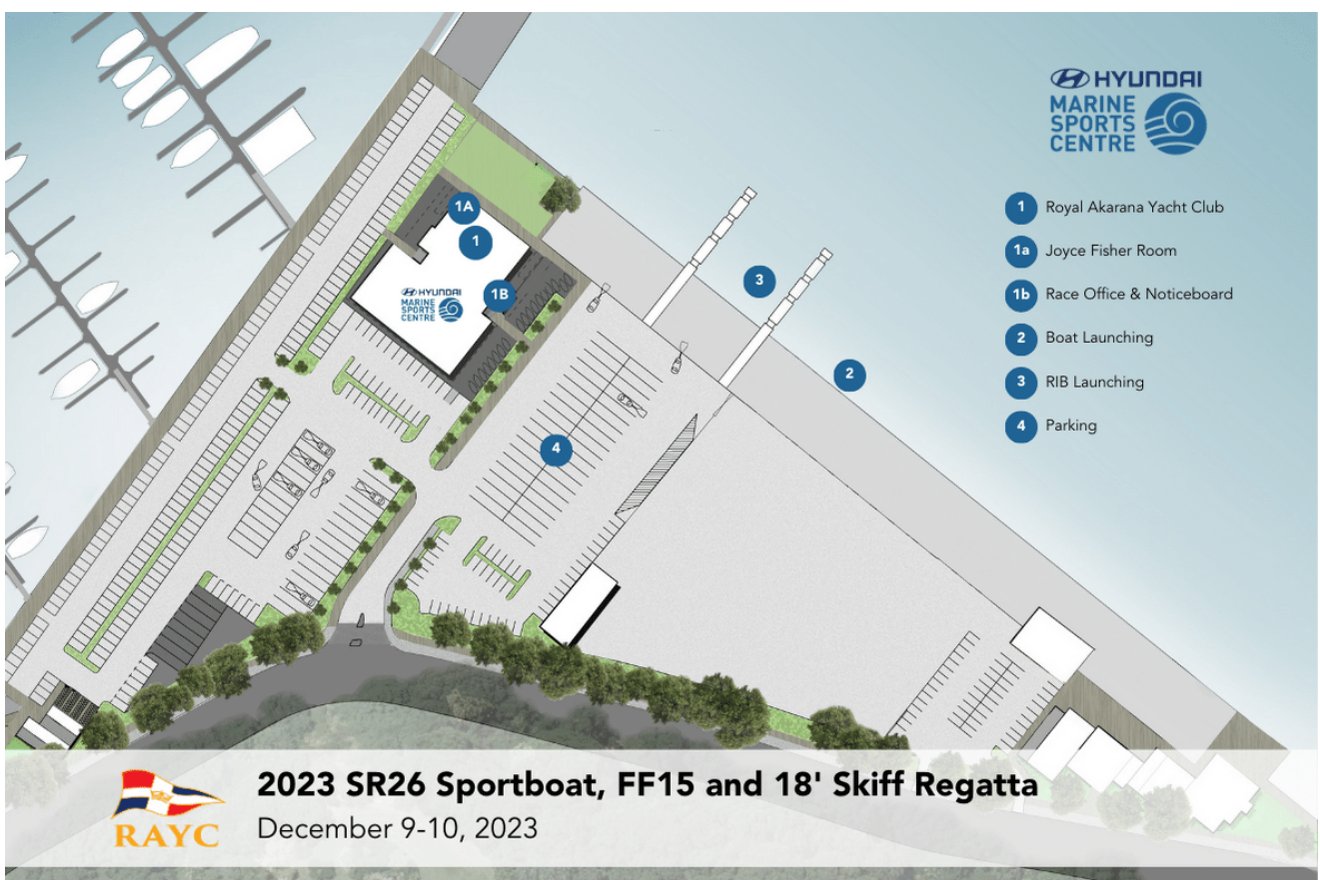 HYUNDAI
MARINE
SPORTS
CENTRE
1 Royal Akarana Yacht Club
1a Joyce Fisher Room
1b Race Office & Noticeboard
2 Boat Launching
3 RIB Launching
4 Parking
1A
1
1B
HYUNDAI
MARINE
SPORTS
CENTRE
3
2
4
RAYC
2023 SR26 Sportboat, FF15 and 18' Skiff Regatta
December 9-10, 2023